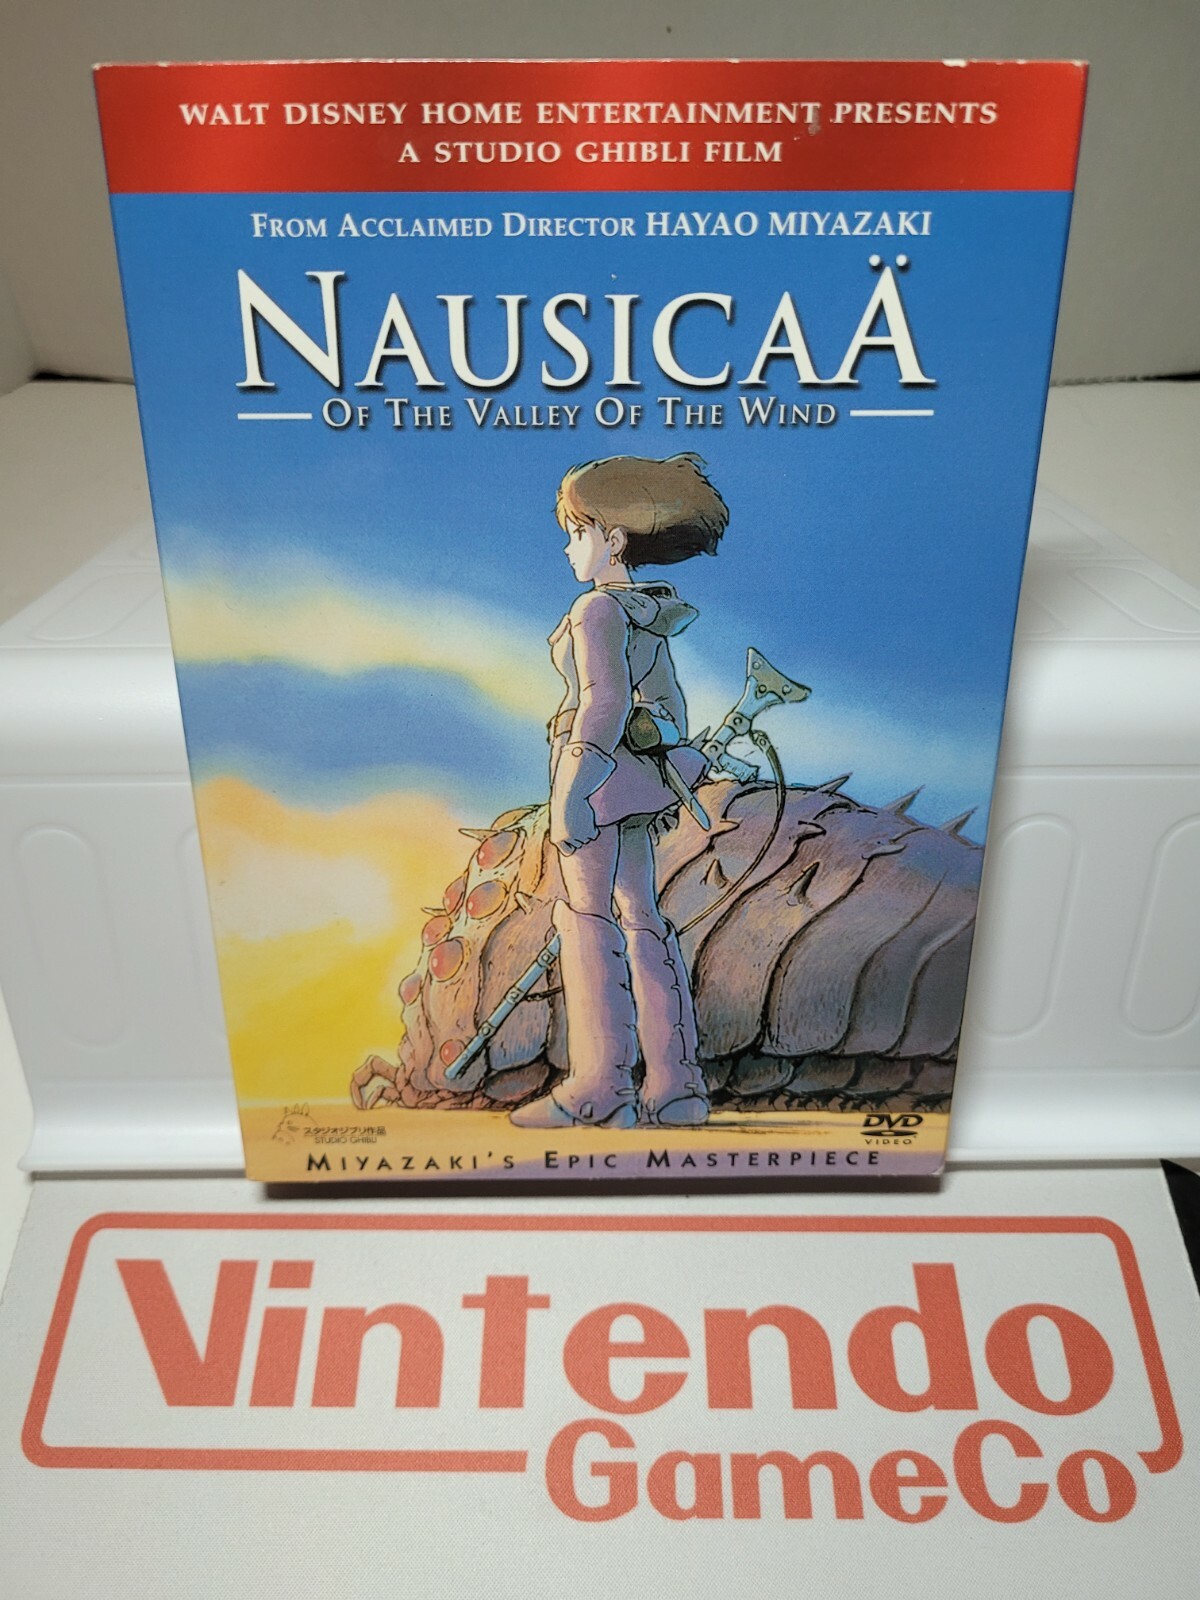 WALT DISNEY HOME ENTERTAINMENT PRESENTS
A STUDIO GHIBLI FILM
FROM ACCLAIMED DIRECTOR HAYAO MIYAZAKI
NAUSICAÄ
OF THE VALLEY OF THE WIND
スタジオジブリ作品
STUDIO GHIBLI
DVD
VIDEO
MIYAZAKI'S EPIC MASTERPIECE
Vintendo
GameCo